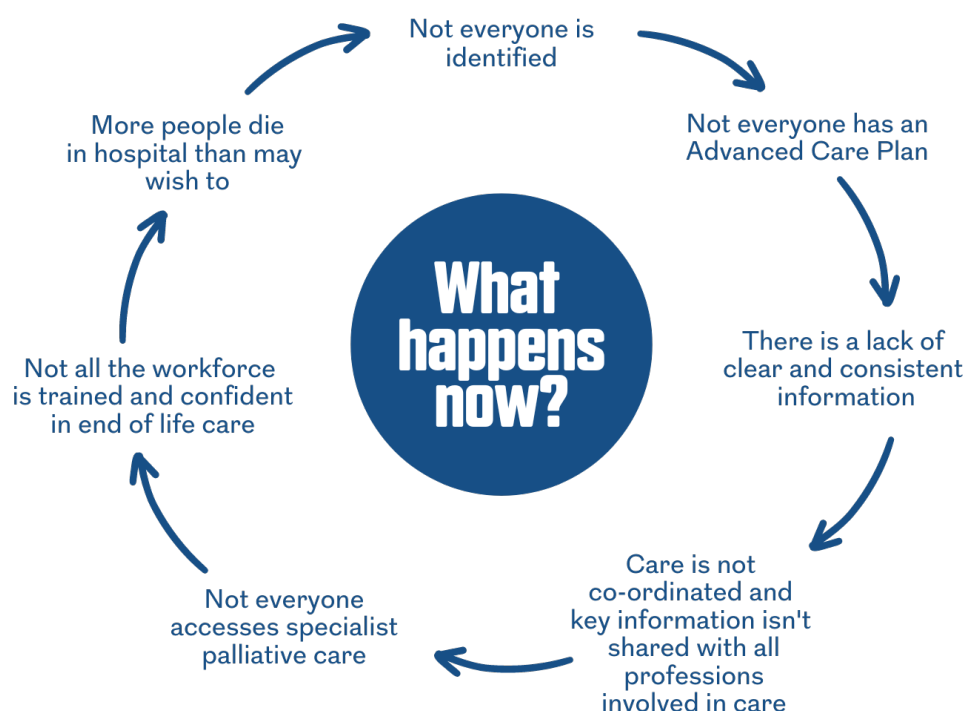 Not everyone is
identified
Not everyone has an
Advanced Care Plan
There is a lack of
clear and consistent
information
Care is not
co-ordinated and
key information isn't
shared with all
professions
involved in care
Not everyone
accesses specialist
palliative care
Not all the workforce
is trained and confident
in end of life care
More people die
in hospital than may
wish to
What
happens
now?